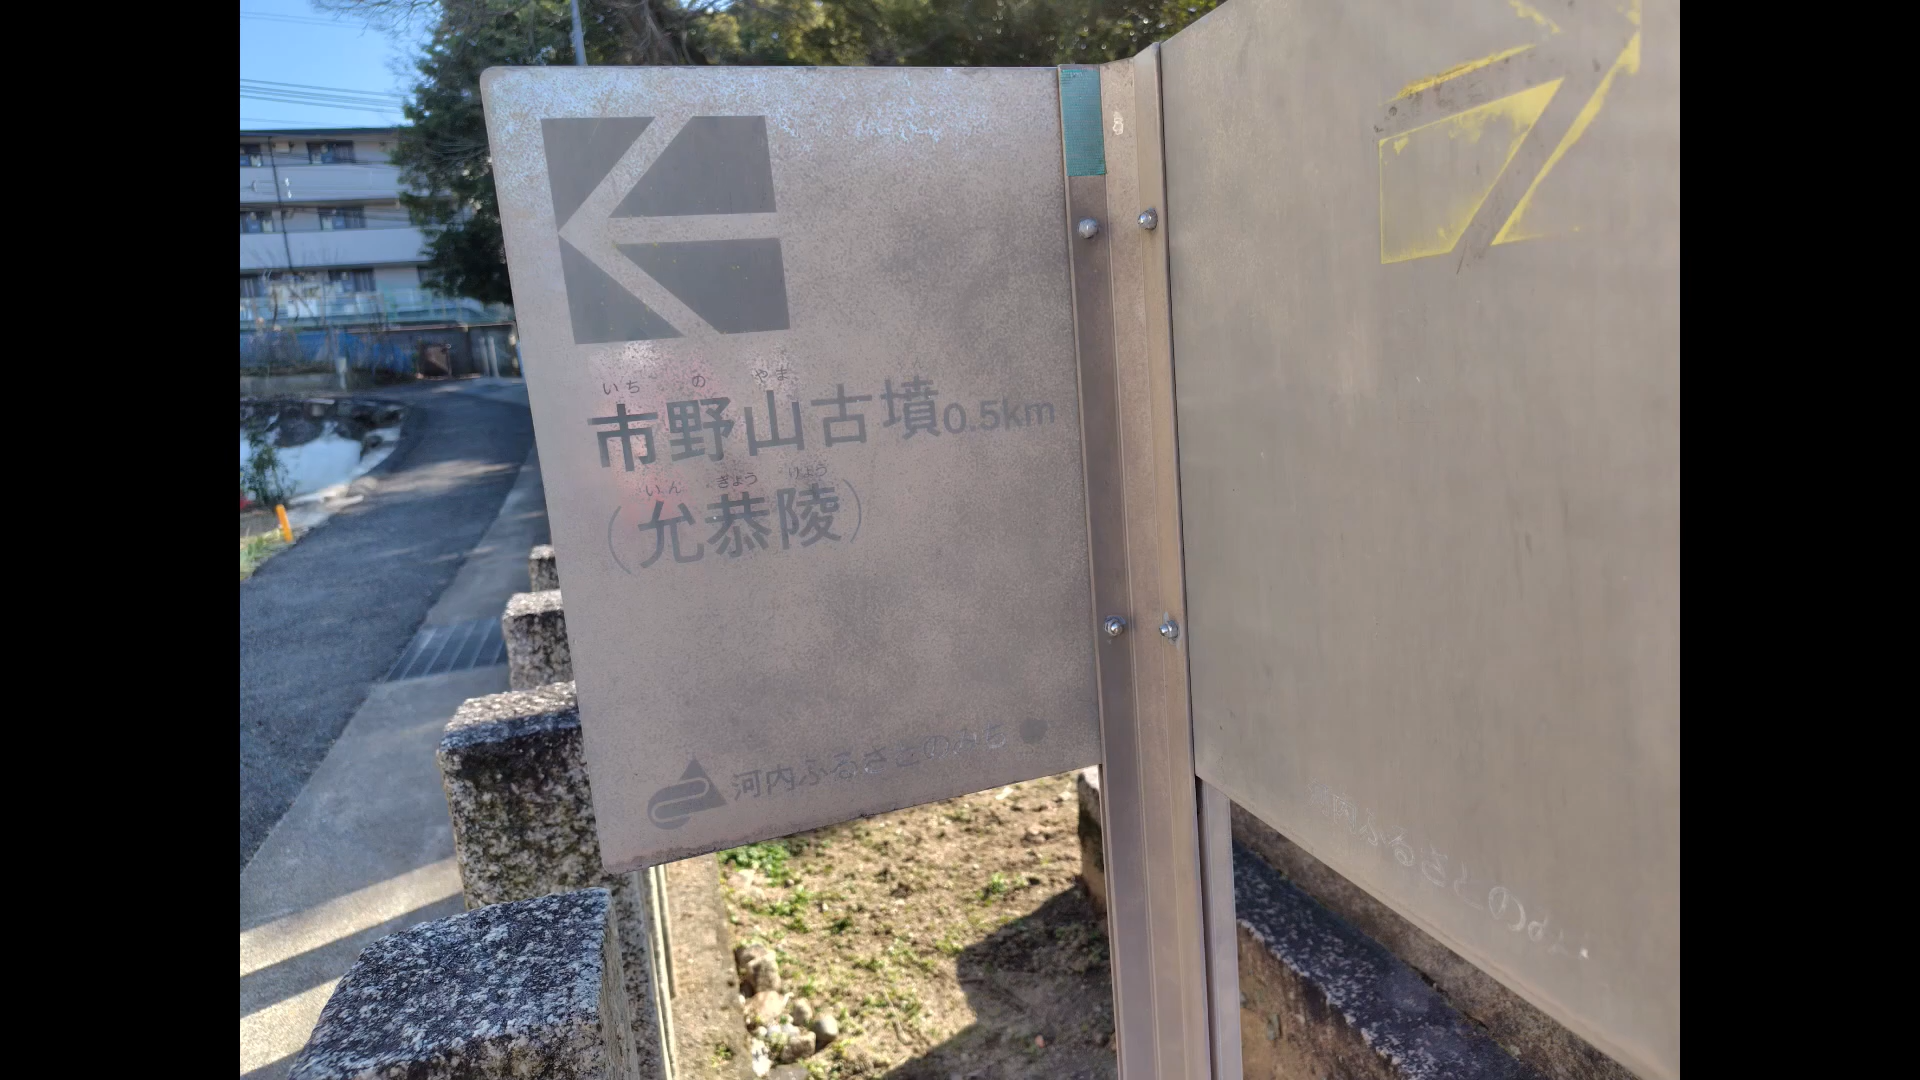 いち の やま
市野山古墳0.5km
いん ぎょう りょう
(允恭陵)
河内ふるさとのみち
河内ふるさとのみち